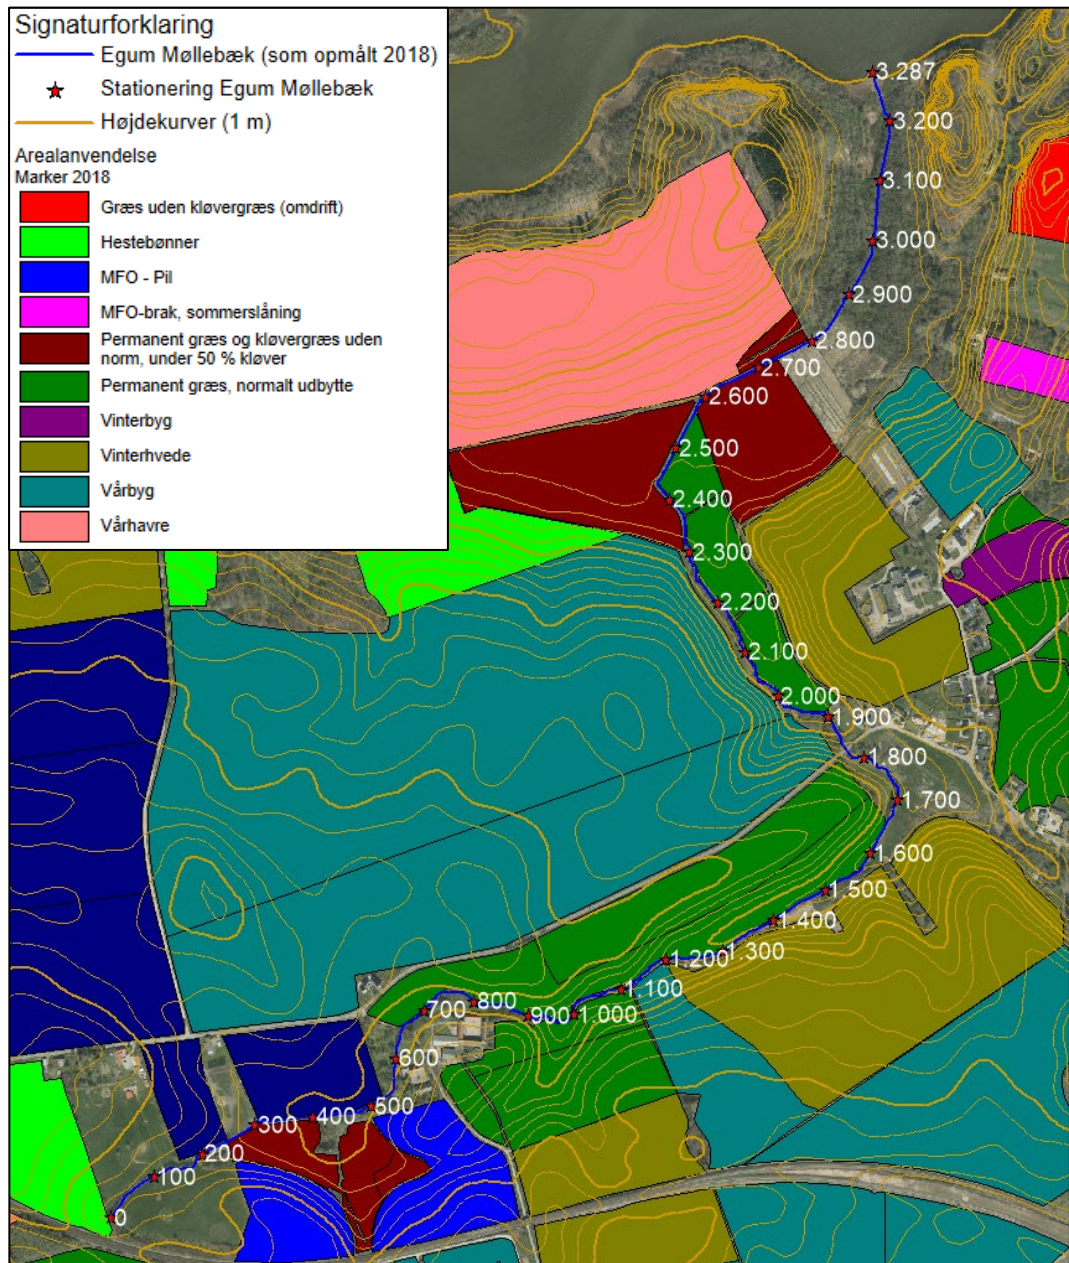 Signaturforklaring
Egum Møllebæk (som opmålt 2018)
Stationering Egum Møllebæk
Højdekurver (1 m)
Arealanvendelse
Marker 2018
Græs uden kløvergræs (omdrift)
Hestebønner
MFO - Pil
MFO-brak, sommerslåning
Permanent græs og kløvergræs uden
norm, under 50 % kløver
Permanent græs, normalt udbytte
Vinterbyg
Vinterhvede
Vårbyg
Vårhavre
3.287
3.200
3.100
3.000
2.900
2.800
2.700
2.600
2.500
2.400
2.300
2.200
2.100
2.000
1.900
1.800
1.700
1.600
1.500
1.400
1.300
1.200
1.100
1.000
900
800
700
600
500
400
300
200
100
0